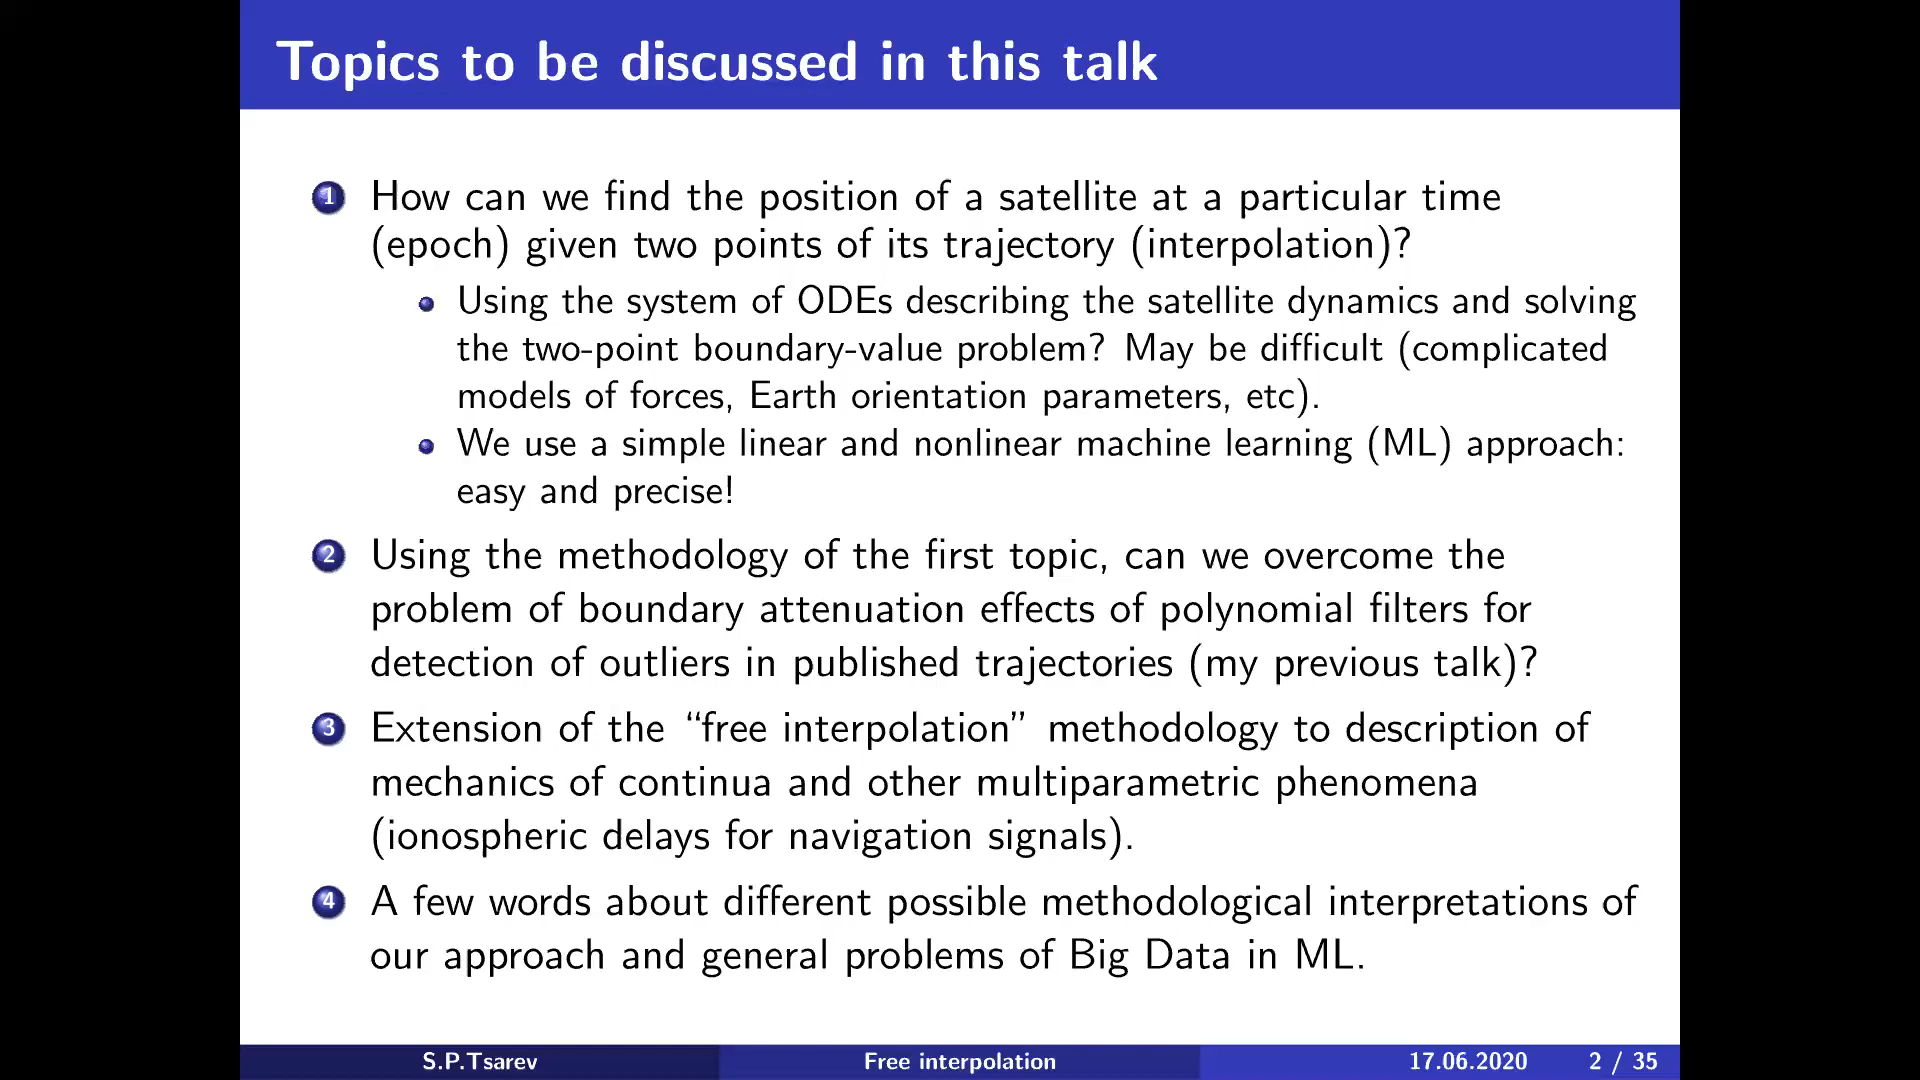 Topics to be discussed in this talk
1 How can we find the position of a satellite at a particular time
(epoch) given two points of its trajectory (interpolation)?
Using the system of ODEs describing the satellite dynamics and solving
the two-point boundary-value problem? May be difficult (complicated
models of forces, Earth orientation parameters, etc).
We use a simple linear and nonlinear machine learning (ML) approach:
easy and precise!
2 Using the methodology of the first topic, can we overcome the
problem of boundary attenuation effects of polynomial filters for
detection of outliers in published trajectories (my previous talk)?
3 Extension of the “free interpolation” methodology to description of
mechanics of continua and other multiparametric phenomena
(ionospheric delays for navigation signals).
4 A few words about different possible methodological interpretations of
our approach and general problems of Big Data in ML.
S.P.Tsarev Free interpolation 17.06.2020 2 / 35